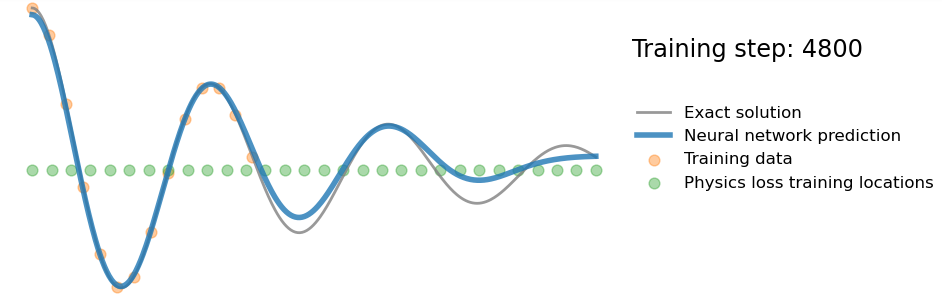 Training step: 4800
Exact solution
Neural network prediction
Training data
Physics loss training locations